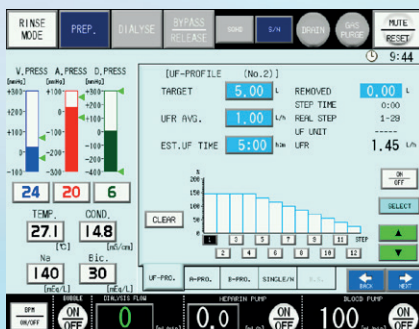 RINSE
MODE
PREP.
DIALYSE
BYPASS
RELEASE
S/N
DRAIN
GAS
PURGE
MUTE
RESET
9:44
V.PRESS A.PRESS D.PRESS
[mmHg] [mmHg] [mmHg]
+300 +100 +300
+200 +200
+100 +100
-100
0 0
-200
-100 -300 -100
24 20 6
TEMP. COND.
27.1 14.8
[℃] [mS/cm]
Na Bic.
140 30
[mEq/L] [mEq/L]
[UF-PROFILE (No.2)]
TARGET 5.00 L
UFR AVG. 1.00 L/h
EST.UF TIME 5:00
REMOVED 0.00 L
STEP TIME 0:00
REAL STEP 1-29
UF UNIT -----
UFR 1.45 L/h
200
150
100
50
0
1 3 5 7 9 11 STEP
2 4 6 8 10 12
CLEAR
ON
OFF
SELECT
UF-PRO. A-PRO. B-PRO. SINGLE/N
BACK NEXT
BPM
ON/OFF
BUBBLE
ON
OFF
DIALYSIS FLOW
0
HEPARIN PUMP
0.0
ON
OFF
BLOOD PUMP
100
ON
OFF